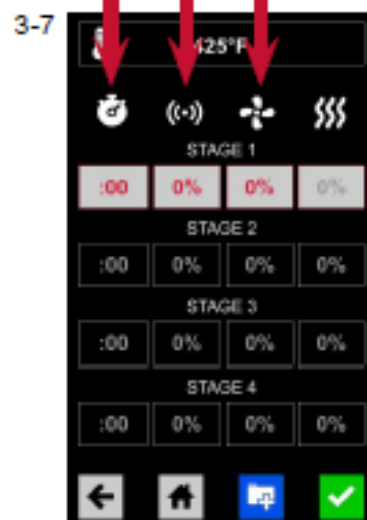 3-7
425°F
STAGE 1
:00 0% 0% 0%
STAGE 2
:00 0% 0% 0%
STAGE 3
:00 0% 0% 0%
STAGE 4
:00 0% 0% 0%